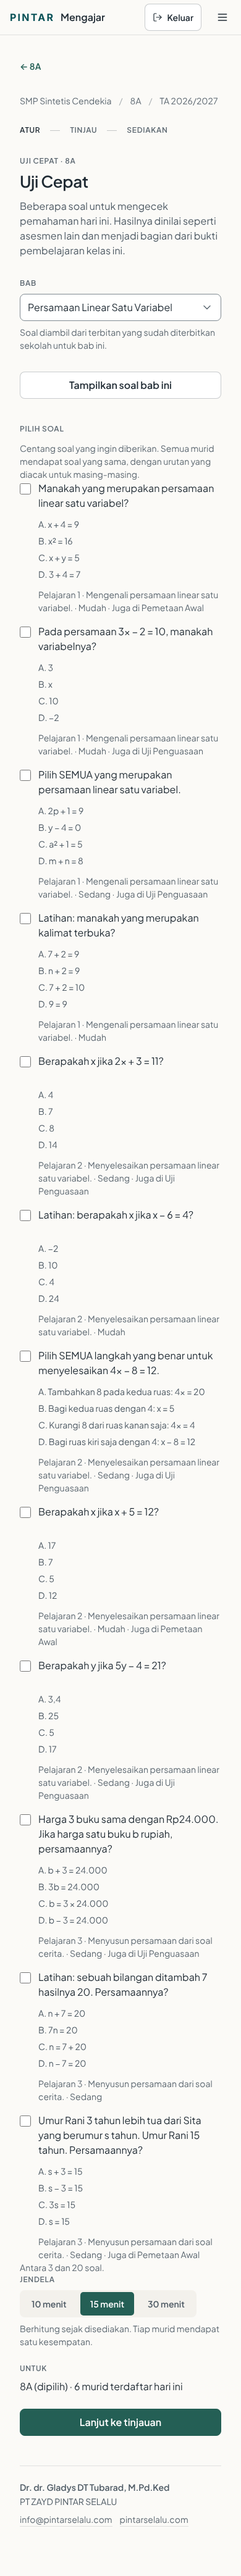 PINTAR Mengajar
Keluar
← 8A
SMP Sintetis Cendekia / 8A / TA 2026/2027
ATUR — TINJAU — SEDIAKAN
UJI CEPAT · 8A
Uji Cepat
Beberapa soal untuk mengecek
pemahaman hari ini. Hasilnya dinilai seperti
asesmen lain dan menjadi bagian dari bukti
pembelajaran kelas ini.
BAB
Persamaan Linear Satu Variabel
Soal diambil dari terbitan yang sudah diterbitkan
sekolah untuk bab ini.
Tampilkan soal bab ini
PILIH SOAL
Centang soal yang ingin diberikan. Semua murid
mendapat soal yang sama, dengan urutan yang
diacak untuk masing-masing.
Manakah yang merupakan persamaan
linear satu variabel?
A. x + 4 = 9
B. x² = 16
C. x + y = 5
D. 3 + 4 = 7
Pelajaran 1 · Mengenali persamaan linear satu
variabel. · Mudah · Juga di Pemetaan Awal
Pada persamaan 3x − 2 = 10, manakah
variabelnya?
A. 3
B. x
C. 10
D. −2
Pelajaran 1 · Mengenali persamaan linear satu
variabel. · Mudah · Juga di Uji Penguasaan
Pilih SEMUA yang merupakan
persamaan linear satu variabel.
A. 2p + 1 = 9
B. y − 4 = 0
C. a² + 1 = 5
D. m + n = 8
Pelajaran 1 · Mengenali persamaan linear satu
variabel. · Sedang · Juga di Uji Penguasaan
Latihan: manakah yang merupakan
kalimat terbuka?
A. 7 + 2 = 9
B. n + 2 = 9
C. 7 + 2 = 10
D. 9 = 9
Pelajaran 1 · Mengenali persamaan linear satu
variabel. · Mudah
Berapakah x jika 2x + 3 = 11?
A. 4
B. 7
C. 8
D. 14
Pelajaran 2 · Menyelesaikan persamaan linear
satu variabel. · Sedang · Juga di Uji
Penguasaan
Latihan: berapakah x jika x − 6 = 4?
A. −2
B. 10
C. 4
D. 24
Pelajaran 2 · Menyelesaikan persamaan linear
satu variabel. · Mudah
Pilih SEMUA langkah yang benar untuk
menyelesaikan 4x − 8 = 12.
A. Tambahkan 8 pada kedua ruas: 4x = 20
B. Bagi kedua ruas dengan 4: x = 5
C. Kurangi 8 dari ruas kanan saja: 4x = 4
D. Bagi ruas kiri saja dengan 4: x − 8 = 12
Pelajaran 2 · Menyelesaikan persamaan linear
satu variabel. · Sedang · Juga di Uji
Penguasaan
Berapakah x jika x + 5 = 12?
A. 17
B. 7
C. 5
D. 12
Pelajaran 2 · Menyelesaikan persamaan linear
satu variabel. · Mudah · Juga di Pemetaan
Awal
Berapakah y jika 5y − 4 = 21?
A. 3,4
B. 25
C. 5
D. 17
Pelajaran 2 · Menyelesaikan persamaan linear
satu variabel. · Sedang · Juga di Uji
Penguasaan
Harga 3 buku sama dengan Rp24.000.
Jika harga satu buku b rupiah,
persamaannya?
A. b + 3 = 24.000
B. 3b = 24.000
C. b = 3 × 24.000
D. b − 3 = 24.000
Pelajaran 3 · Menyusun persamaan dari soal
cerita. · Sedang · Juga di Uji Penguasaan
Latihan: sebuah bilangan ditambah 7
hasilnya 20. Persamaannya?
A. n + 7 = 20
B. 7n = 20
C. n = 7 + 20
D. n − 7 = 20
Pelajaran 3 · Menyusun persamaan dari soal
cerita. · Sedang
Umur Rani 3 tahun lebih tua dari Sita
yang berumur s tahun. Umur Rani 15
tahun. Persamaannya?
A. s + 3 = 15
B. s − 3 = 15
C. 3s = 15
D. s = 15
Pelajaran 3 · Menyusun persamaan dari soal
cerita. · Sedang · Juga di Pemetaan Awal
Antara 3 dan 20 soal.
JENDELA
10 menit 15 menit 30 menit
Berhitung sejak disediakan. Tiap murid mendapat
satu kesempatan.
UNTUK
8A (dipilih) · 6 murid terdaftar hari ini
Lanjut ke tinjauan
Dr. dr. Gladys DT Tubarad, M.Pd.Ked
PT ZAYD PINTAR SELALU
info@pintarselalu.com pintarselalu.com